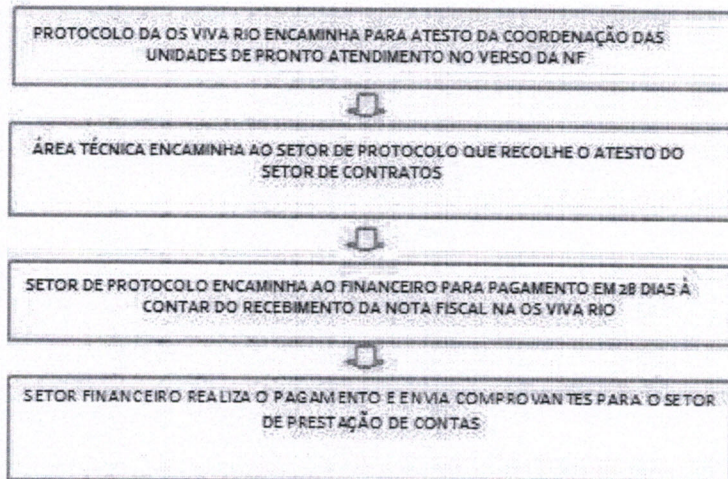 PROTOCOLO DA OS VIVA RIO ENCAMINHA PARA ATESTO DA COORDENAÇÃO DAS
UNIDADES DE PRONTO ATENDIMENTO NO VERSO DA NF
ÁREA TÉCNICA ENCAMINHA AO SETOR DE PROTOCOLO QUE RECOLHE O ATESTO DO
SETOR DE CONTRATOS
SETOR DE PROTOCOLO ENCAMINHA AO FINANCEIRO PARA PAGAMENTO EM 28 DIAS À
CONTAR DO RECEBIMENTO DA NOTA FISCAL NA OS VIVA RIO
SETOR FINANCEIRO REALIZA O PAGAMENTO E ENVIA COMPROVANTES PARA O SETOR
DE PRESTAÇÃO DE CONTAS